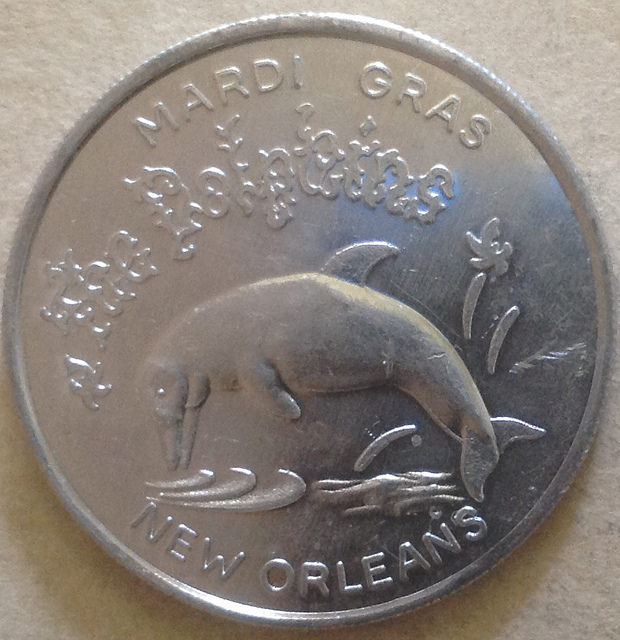 MARDI GRAS
The Dolphins
NEW ORLEANS